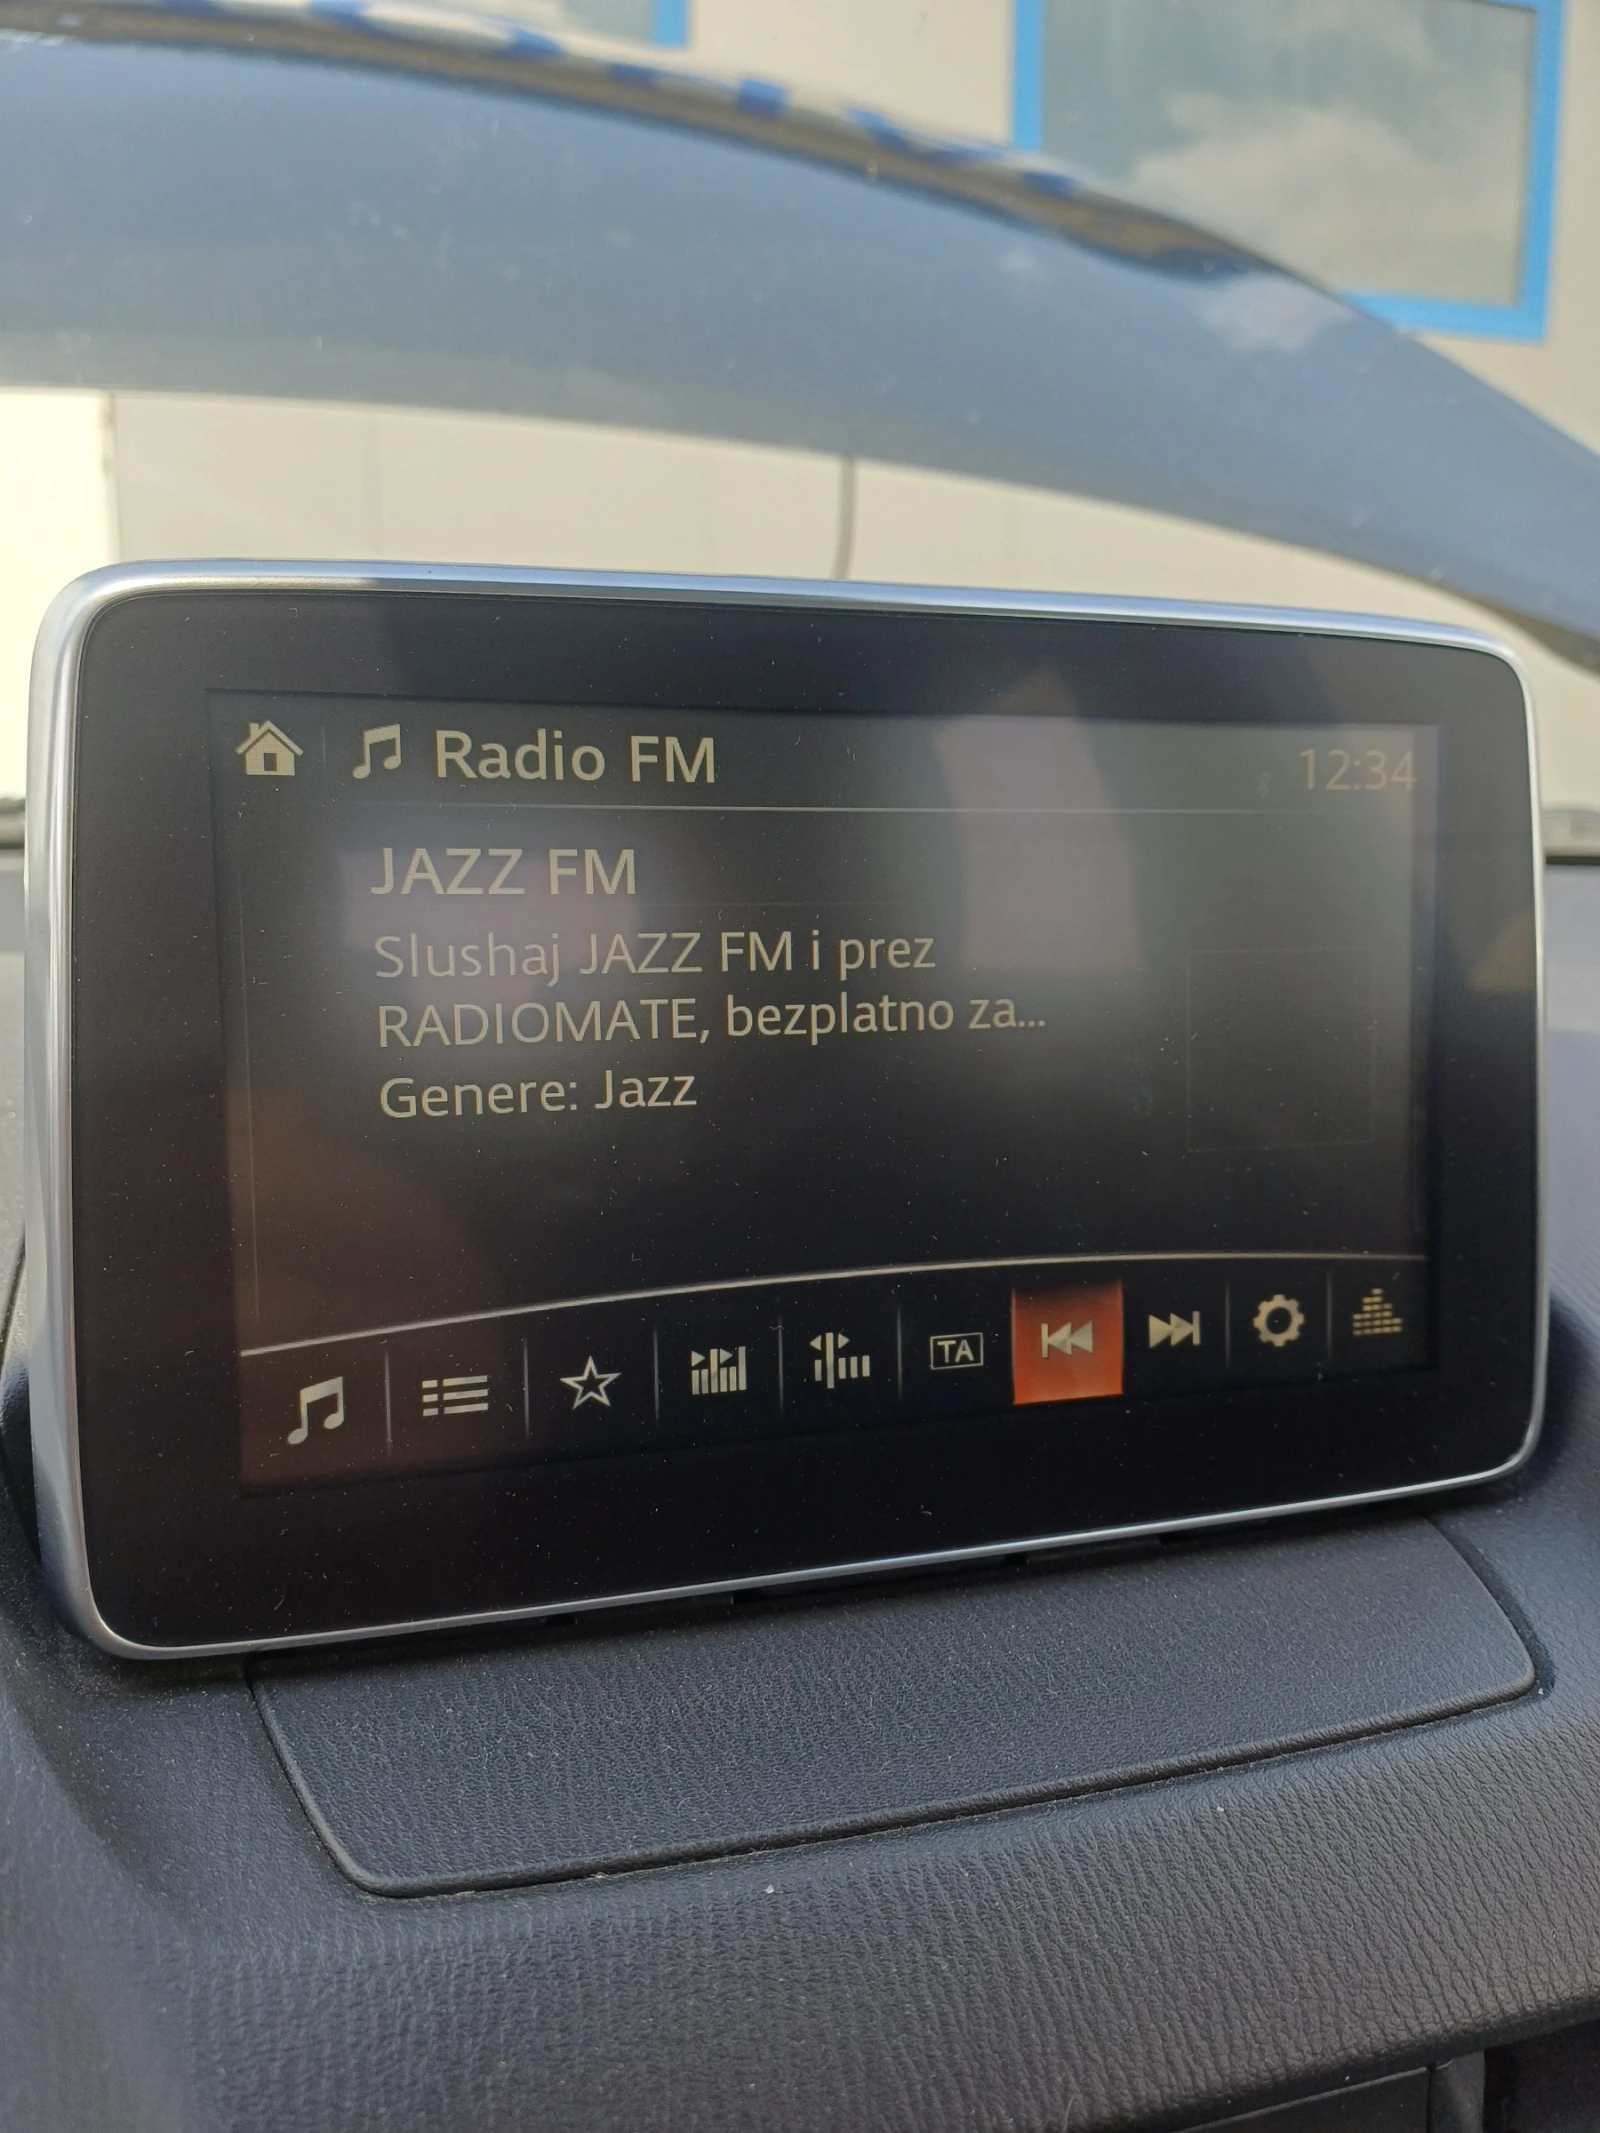 Radio FM
12:34
JAZZ FM
Slushaj JAZZ FM i prez
RADIOMATE, bezplatno za...
Genere: Jazz
TA